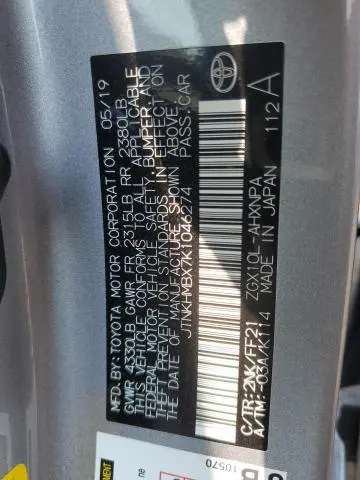 MFD.BY:TOYOTA MOTOR CORPORATION 05/19
GVWR 4330LB GAWR FR 2315LB RR 2380LB
THIS VEHICLE CONFORMS TO ALL APPLICABLE
FEDERAL MOTOR VEHICLE SAFETY, BUMPER, AND
THEFT PREVENTION STANDARDS IN EFFECT ON
THE DATE OF MANUFACTURE SHOWN ABOVE.
JTNKHMBX7K1046274 PASS.CAR
ZGX10L-AHXNPA
C/TR:2NK/FF21
A/TM:-03A/K114 MADE IN JAPAN 112 A
10570